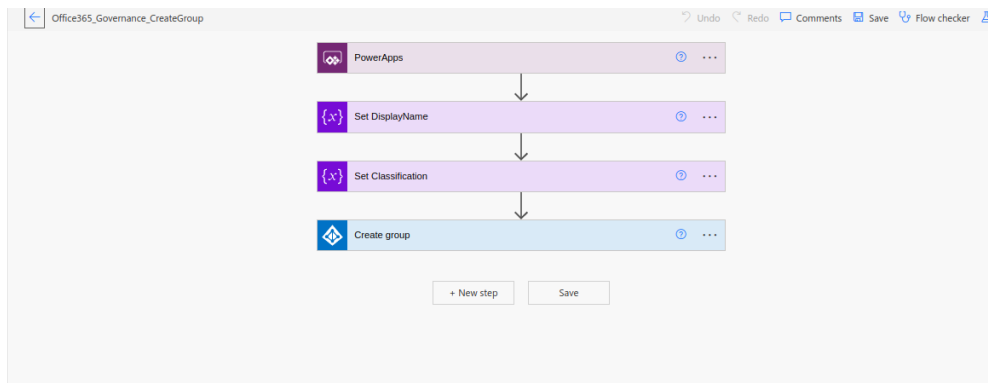 Office365_Governance_CreateGroup Undo Redo Comments Save Flow checker
PowerApps
{x} Set DisplayName
{x} Set Classification
Create group
+ New step Save